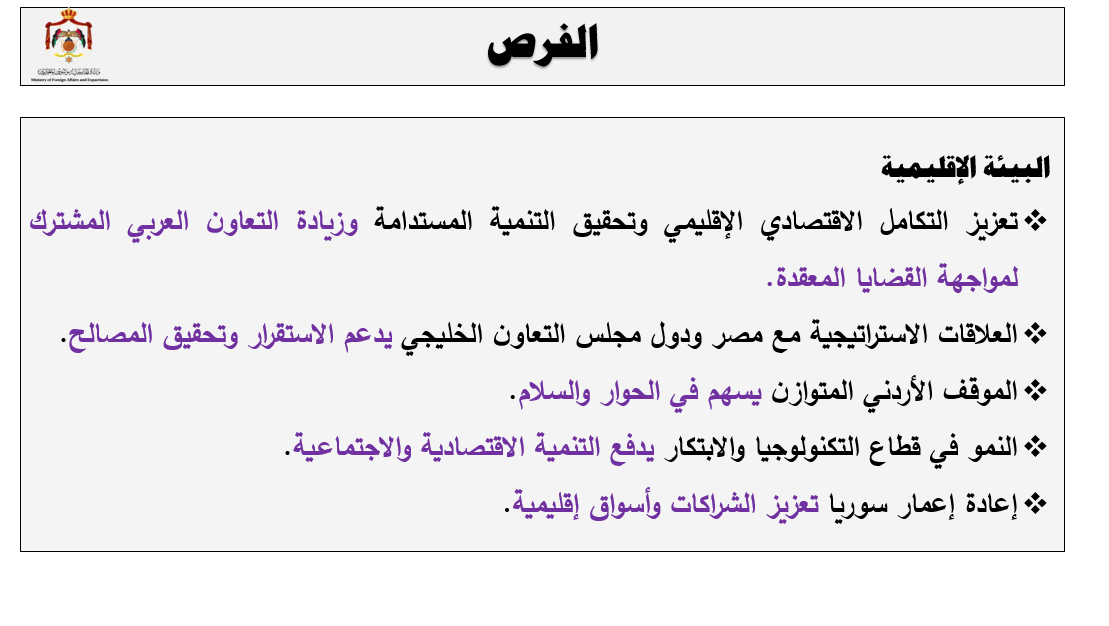 الفرص
Ministry of Foreign Affairs and Expatriates
البيئة الإقليمية
❖ تعزيز التكامل الاقتصادي الإقليمي وتحقيق التنمية المستدامة وزيادة التعاون العربي المشترك
لمواجهة القضايا المعقدة.
❖ العلاقات الاستراتيجية مع مصر ودول مجلس التعاون الخليجي يدعم الاستقرار وتحقيق المصالح.
❖ الموقف الأردني المتوازن يسهم في الحوار والسلام.
❖ النمو في قطاع التكنولوجيا والابتكار يدفع التنمية الاقتصادية والاجتماعية.
❖ إعادة إعمار سوريا تعزيز الشراكات وأسواق إقليمية.